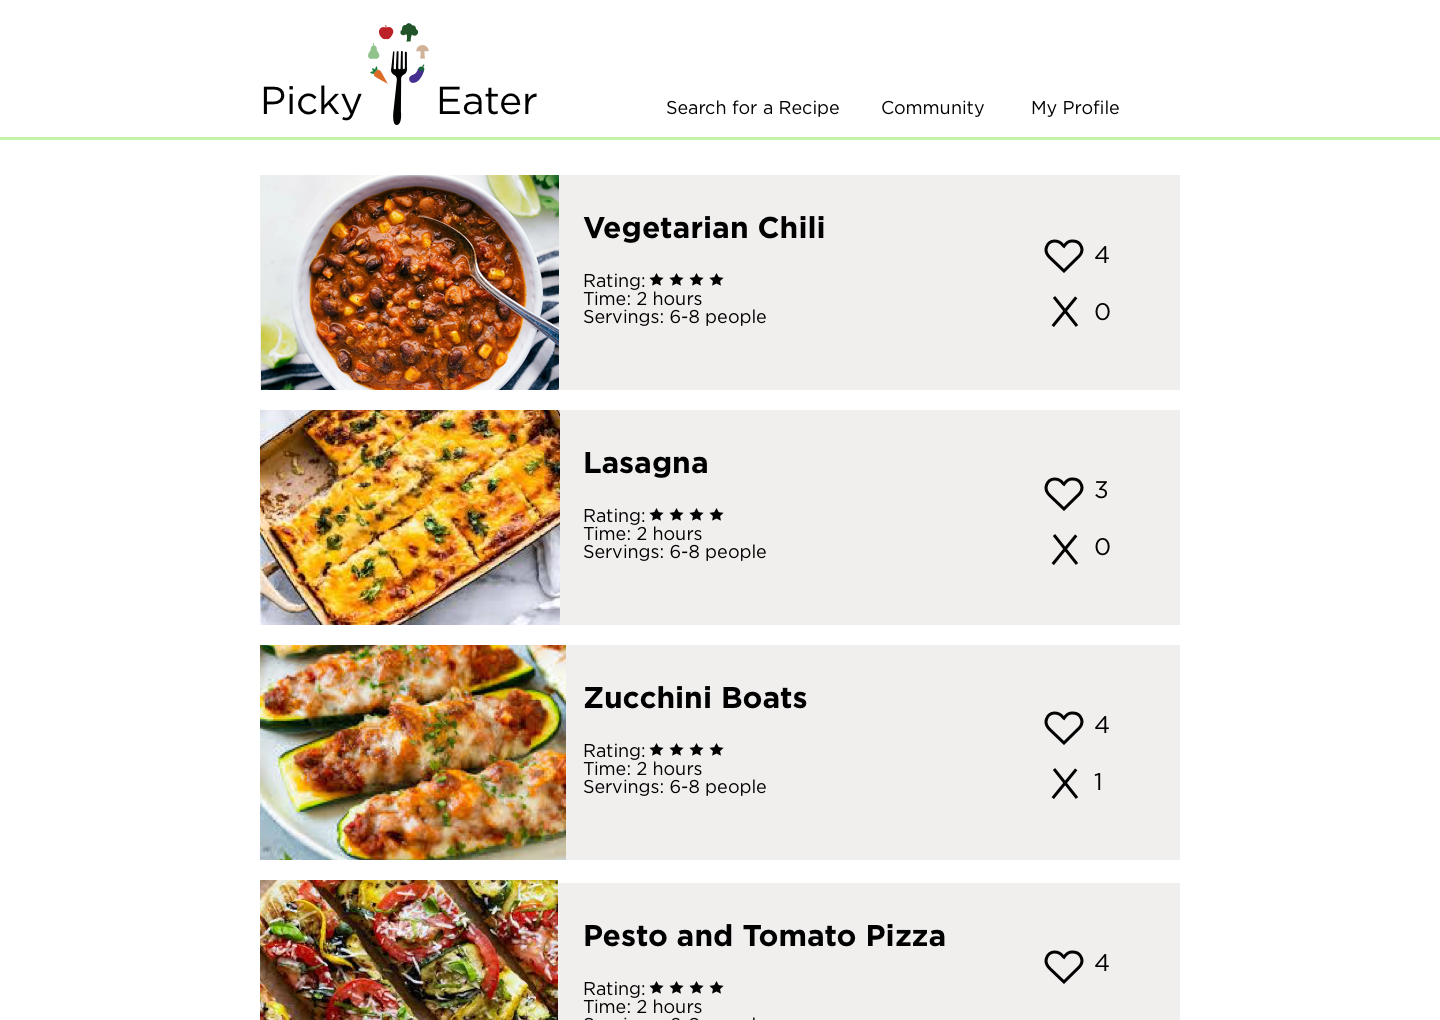 Picky Eater
Search for a Recipe
Community
My Profile
Vegetarian Chili
Rating: ★ ★ ★ ★
Time: 2 hours
Servings: 6-8 people
4
X 0
Lasagna
Rating: ★ ★ ★ ★
Time: 2 hours
Servings: 6-8 people
3
X 0
Zucchini Boats
Rating: ★ ★ ★ ★
Time: 2 hours
Servings: 6-8 people
4
X 1
Pesto and Tomato Pizza
Rating: ★ ★ ★ ★
Time: 2 hours
4